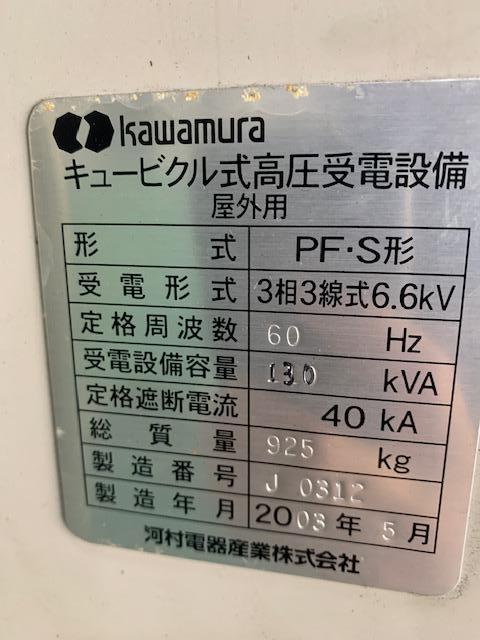 kawamura
キュービクル式高圧受電設備
屋外用
形式 PF・S形
受電形式 3相3線式6.6kV
定格周波数 60 Hz
受電設備容量 130 kVA
定格遮断電流 40 kA
総質量 925 kg
製造番号 J 0312
製造年月 2003年 5月
河村電器産業株式会社